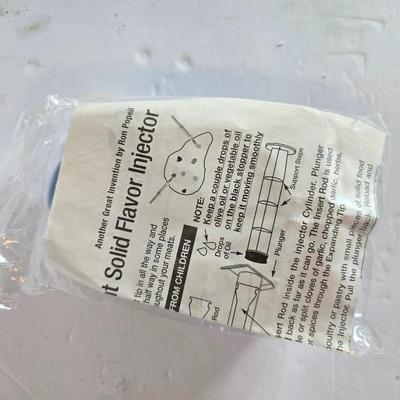 Another Great Invention by Ron Popeil
Solid Flavor Injector
tip in all the way and
half way in some places
throughout your meats.
FROM CHILDREN
NOTE:
Keep a couple drops of
olive oil or vegetable oil
on the black stopper to
keep it moving smoothly
Drops
of Oil
Plunger
Support Steps
Rod
Insert Rod inside the Injector Cylinder, Plunger
back as far as it can go. The Insert Rod is used
or split cloves of garlic, chopped garlic, herbs,
or spices through the Expanding Tip.
poultry or pastry with small pieces of solid food
the Injector. Pull the plunger back, Reload and